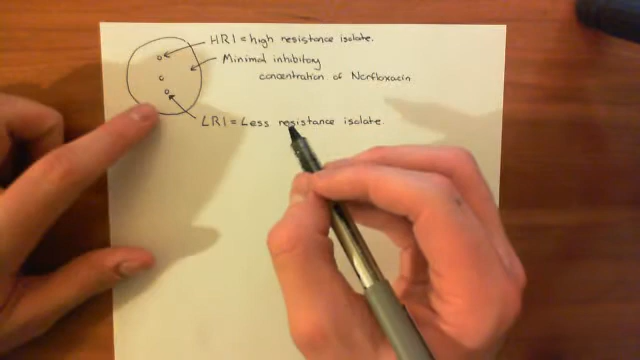 HRI = high resistance isolate.
Minimal inhibitory
concentration of Norfloxacin
LRI = Less resistance isolate.